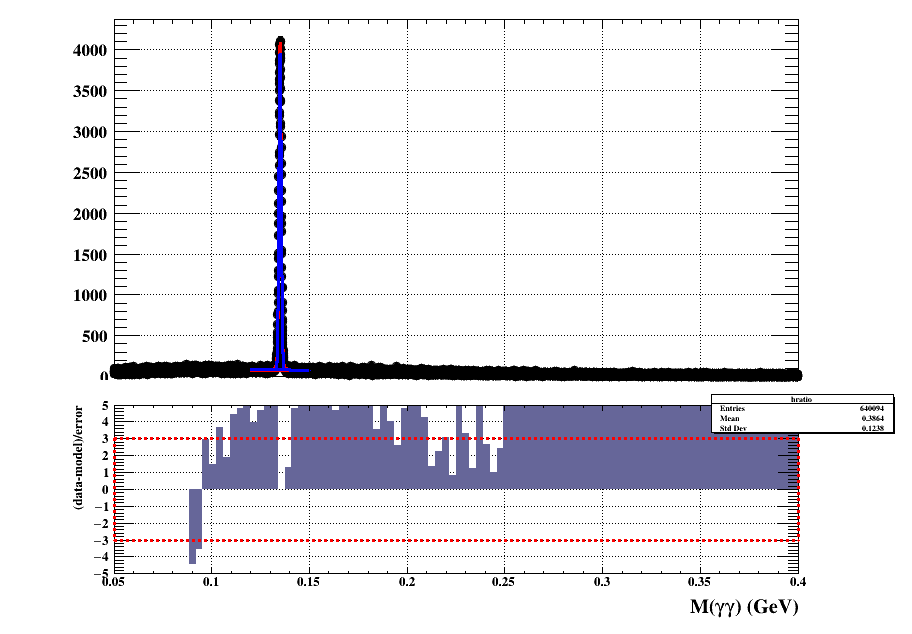 4000
3500
3000
2500
2000
1500
1000
500
0
hratio
Entries 640094
Mean 0.3864
Std Dev 0.1238
(data-model)/error
5
4
3
2
1
0
−1
−2
−3
−4
−5
0.05 0.1 0.15 0.2 0.25 0.3 0.35 0.4
M(γγ) (GeV)